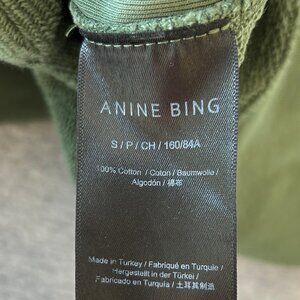 ANINE BING
S / P / CH / 160/84A
100% Cotton / Coton / Baumwolle /
Algodón / 棉布
Made in Turkey / Fabriqué en Turquie /
Hergestellt in der Türkei /
Fabricado en Turquía / 土耳其制造